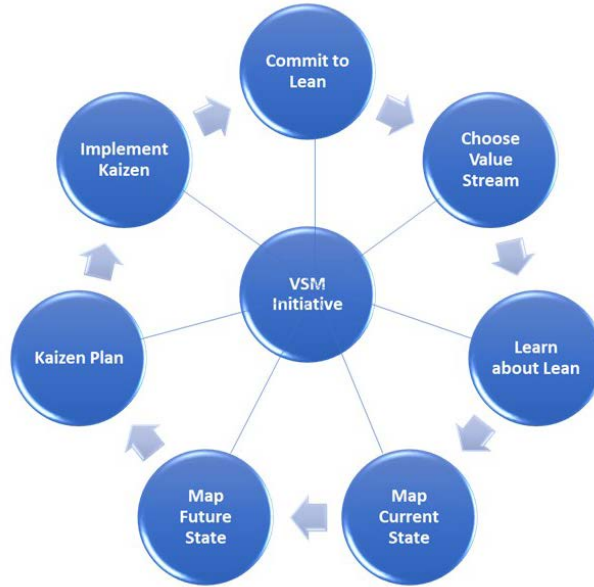 Commit to
Lean
Choose
Value
Stream
Learn
about Lean
Map
Current
State
Map
Future
State
Kaizen Plan
Implement
Kaizen
VSM
Initiative